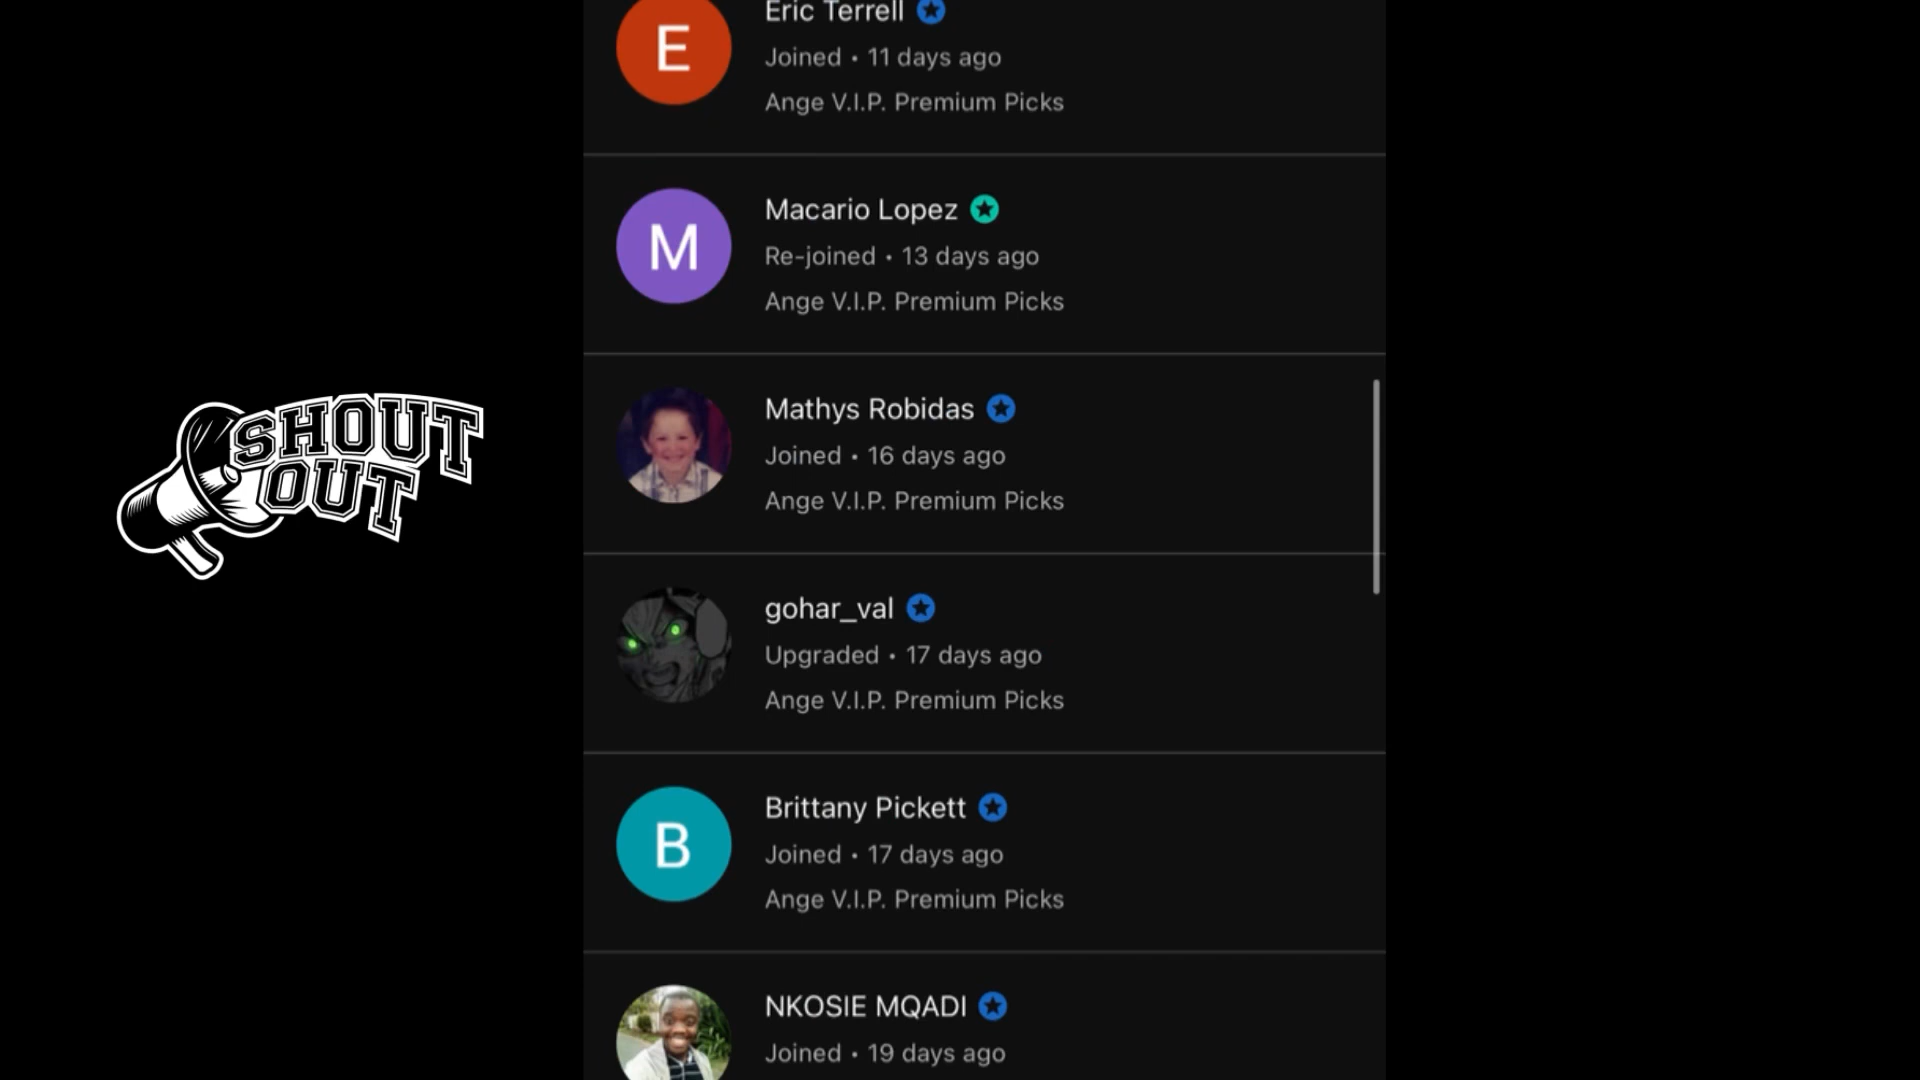 Eric Terrell
Joined • 11 days ago
Ange V.I.P. Premium Picks
M
Macario Lopez
Re-joined • 13 days ago
Ange V.I.P. Premium Picks
Mathys Robidas
Joined • 16 days ago
Ange V.I.P. Premium Picks
SHOUT
OUT
gohar_val
Upgraded • 17 days ago
Ange V.I.P. Premium Picks
B
Brittany Pickett
Joined • 17 days ago
Ange V.I.P. Premium Picks
NKOSIE MQADI
Joined • 19 days ago
E